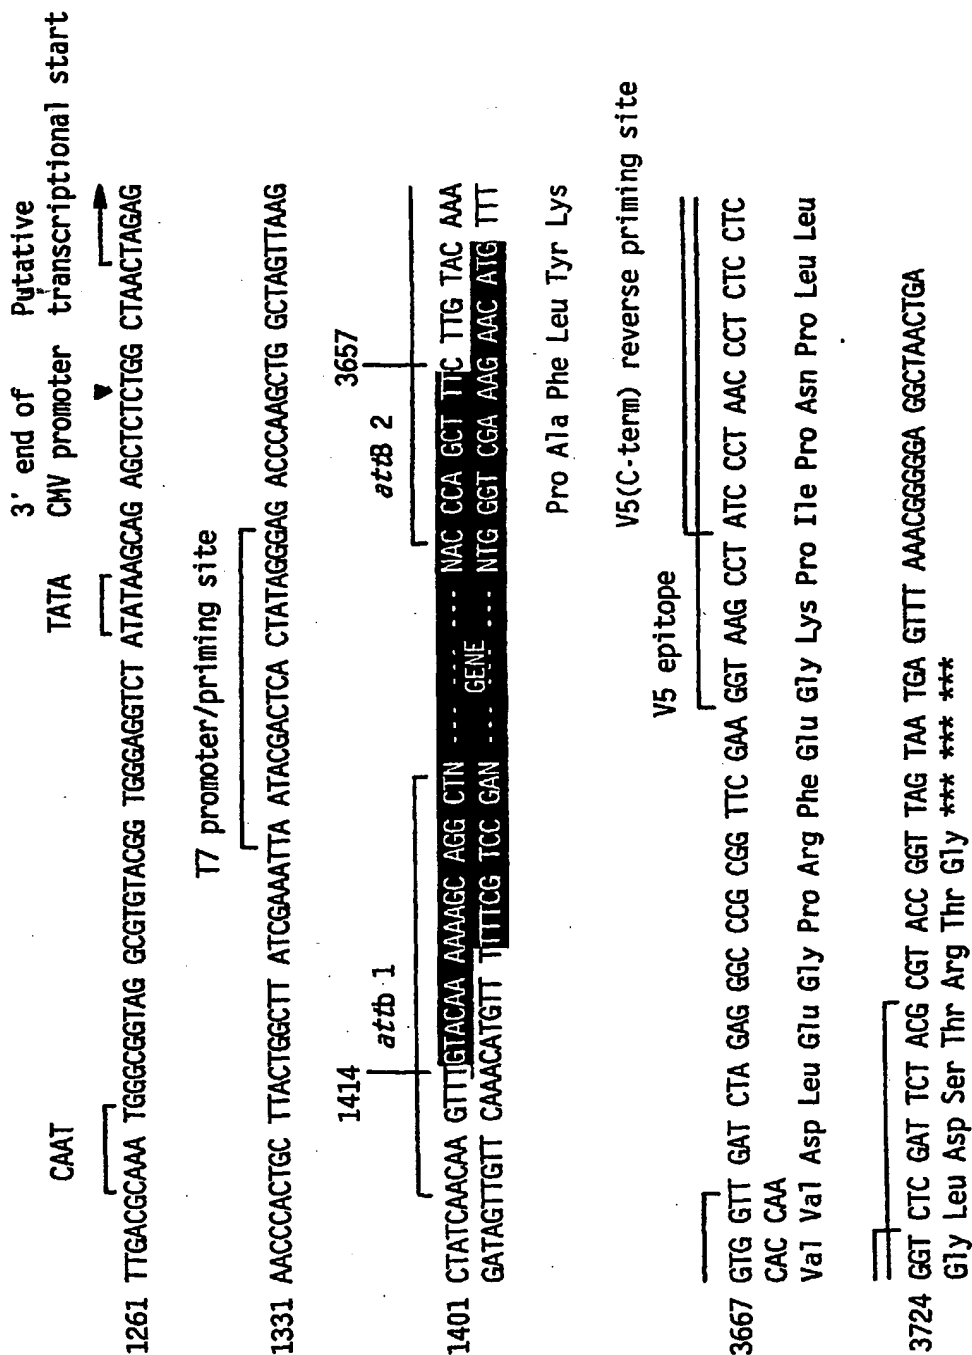 3' end of Putative
CAAT TATA CMV promoter transcriptional start
1261 TTGACGCAAA TGGGCGGTAG GCGTGTACGG TGGGAGGTCT ATATAAGCAG AGCTCTCTGG CTAACTAGAG
T7 promoter/priming site
1331 AACCCACTGC TTACTGGCTT ATCGAAATTA ATACGACTCA CTATAGGGAG ACCCAAGCTG GCTAGTTAAG
1414 3657
attb 1 attB 2
1401 CTATCAACAA GTTTGTACAA AAAAGC AGG CTN ... ... ... NAC CCA GCT TTC TTG TAC AAA
GENE
GATAGTTGTT CAAACATGTT TTTTCG TCC GAN ... ... ... NTG GGT CGA AAG AAC ATG TTT
Pro Ala Phe Leu Tyr Lys
V5(C-term) reverse priming site
V5 epitope
3667 GTG GTT GAT CTA GAG GGC CCG CGG TTC GAA GGT AAG CCT ATC CCT AAC CCT CTC CTC
CAC CAA
Val Val Asp Leu Glu Gly Pro Arg Phe Glu Gly Lys Pro Ile Pro Asn Pro Leu Leu
3724 GGT CTC GAT TCT ACG CGT ACC GGT TAG TAA TGA GTTT AAACGGGGGA GGCTAACTGA
Gly Leu Asp Ser Thr Arg Thr Gly *** *** ***